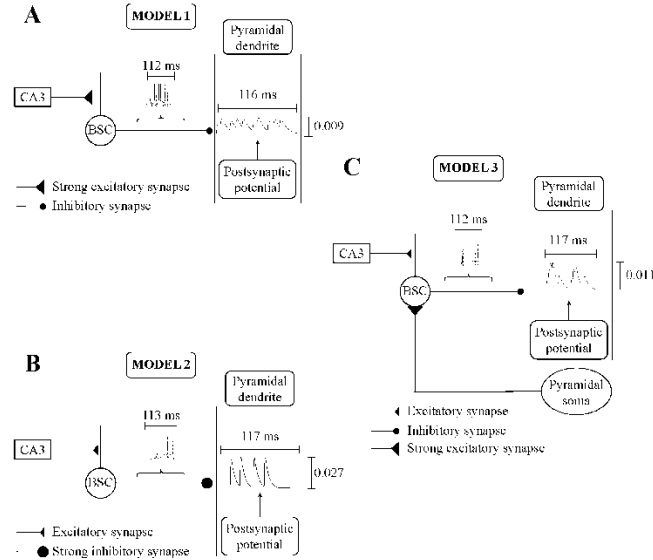 A
MODEL 1
Pyramidal
dendrite
112 ms
116 ms
CA3
BSC
0.009
Postsynaptic
potential
Strong excitatory synapse
Inhibitory synapse
B
MODEL 2
Pyramidal
dendrite
113 ms
117 ms
CA3
BSC
0.027
Postsynaptic
potential
Excitatory synapse
Strong inhibitory synapse
C
MODEL 3
Pyramidal
dendrite
112 ms
117 ms
CA3
BSC
0.011
Postsynaptic
potential
Pyramidal
soma
Excitatory synapse
Inhibitory synapse
Strong excitatory synapse